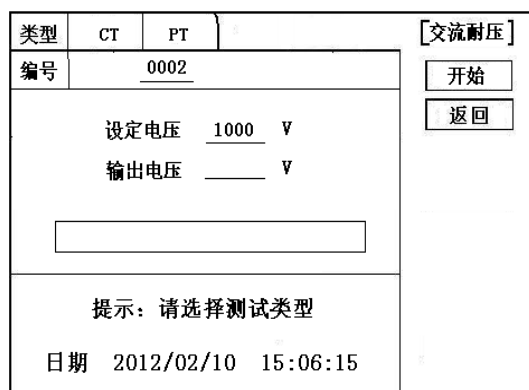 类型 CT PT [交流耐压]
编号 0002 开始
返回
设定电压 1000 V
输出电压 V
提示：请选择测试类型
日期 2012/02/10 15:06:15